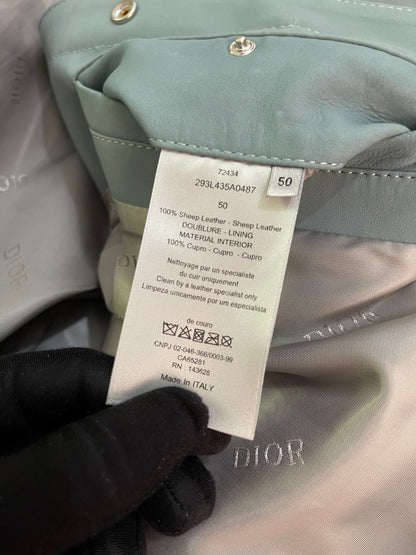 72434
293L435A0487
50
50
100% Sheep Leather - Sheep Leather
DOUBLURE - LINING
MATERIAL INTERIOR
100% Cupro - Cupro - Cupro
Nettoyage par un specialiste
du cuir uniquement
Clean by a leather specialist only
Limpeza unicamente por um especialista
de couro
CNPJ 02-048-366/0003-99
CA65281
RN : 143628
Made In ITALY
DIOR
DIOR
DIOR
DIOR